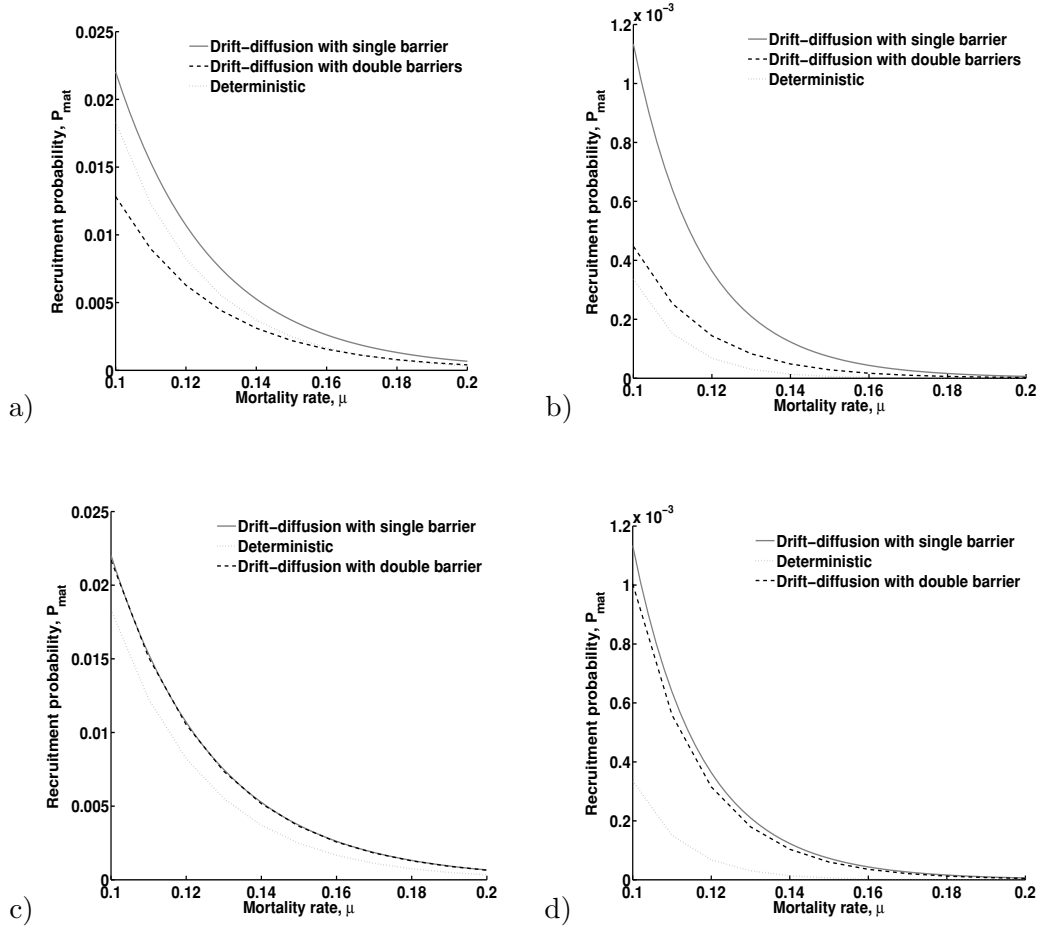 0.025
0.02
0.015
0.01
0.005
0
0.1
0.12
0.14
0.16
0.18
0.2
Recruitment probability, P_mat
Mortality rate, μ
Drift−diffusion with single barrier
Drift−diffusion with double barriers
Deterministic
a)
1.2 x 10⁻³
1
0.8
0.6
0.4
0.2
0
0.1
0.12
0.14
0.16
0.18
0.2
Recruitment probability, P_mat
Mortality rate, μ
Drift−diffusion with single barrier
Drift−diffusion with double barriers
Deterministic
b)
0.025
0.02
0.015
0.01
0.005
0
0.1
0.12
0.14
0.16
0.18
0.2
Recruitment probability, P_mat
Mortality rate, μ
Drift−diffusion with single barrier
Deterministic
Drift−diffusion with double barrier
c)
1.2 x 10⁻³
1
0.8
0.6
0.4
0.2
0
0.1
0.12
0.14
0.16
0.18
0.2
Recruitment probability, P_mat
Mortality rate, μ
Drift−diffusion with single barrier
Deterministic
Drift−diffusion with double barrier
d)